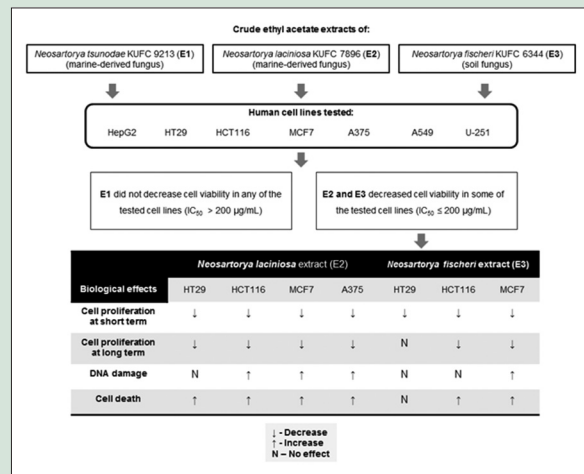 Crude ethyl acetate extracts of:
Neosartorya tsunodae KUFC 9213 (E1)
(marine-derived fungus)
Neosartorya laciniosa KUFC 7896 (E2)
(marine-derived fungus)
Neosartorya fischeri KUFC 6344 (E3)
(soil fungus)
Human cell lines tested:
HepG2 HT29 HCT116 MCF7 A375 A549 U-251
E1 did not decrease cell viability in any of the
tested cell lines (IC50 > 200 µg/mL)
E2 and E3 decreased cell viability in some of
the tested cell lines (IC50 ≤ 200 µg/mL)
Neosartorya laciniosa extract (E2) Neosartorya fischeri extract (E3)
Biological effects HT29 HCT116 MCF7 A375 HT29 HCT116 MCF7
Cell proliferation
at short term ↓ ↓ ↓ ↓ ↓ ↓ ↓
Cell proliferation
at long term ↓ ↓ ↓ ↓ N ↓ ↓
DNA damage N ↑ ↑ ↑ N N ↑
Cell death ↑ ↑ ↑ ↑ N ↑ ↑
↓ - Decrease
↑ - Increase
N – No effect